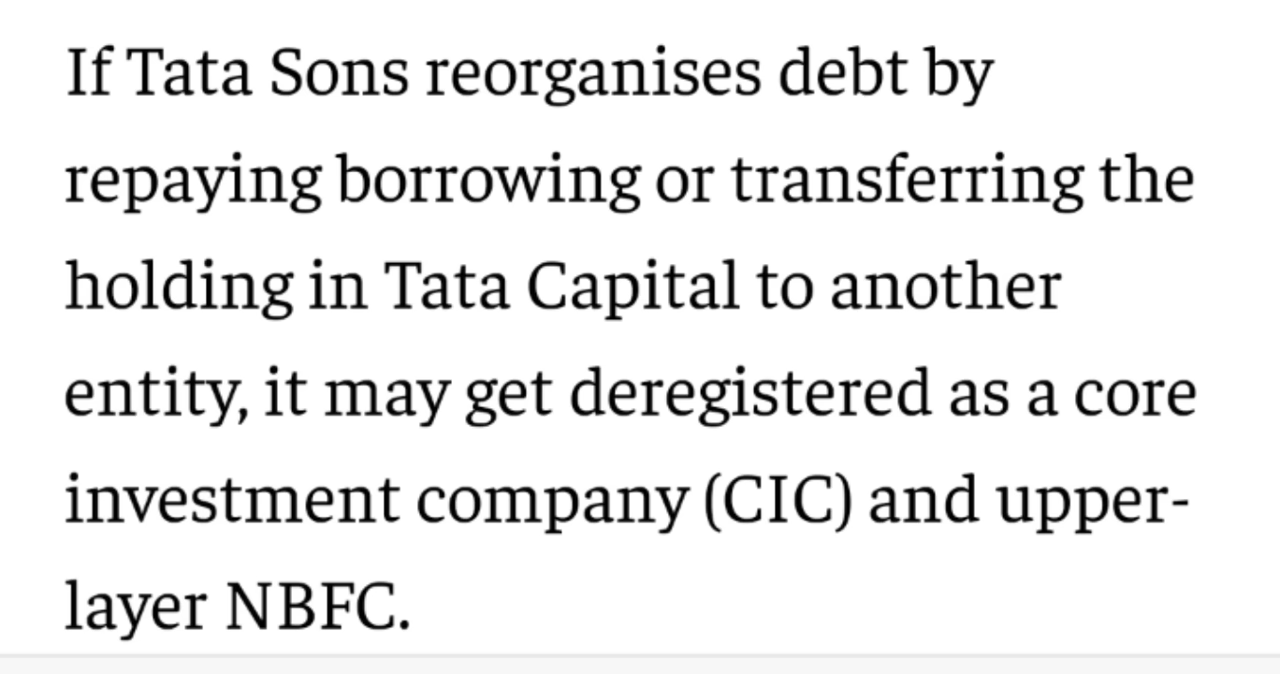 If Tata Sons reorganises debt by
repaying borrowing or transferring the
holding in Tata Capital to another
entity, it may get deregistered as a core
investment company (CIC) and upper-
layer NBFC.